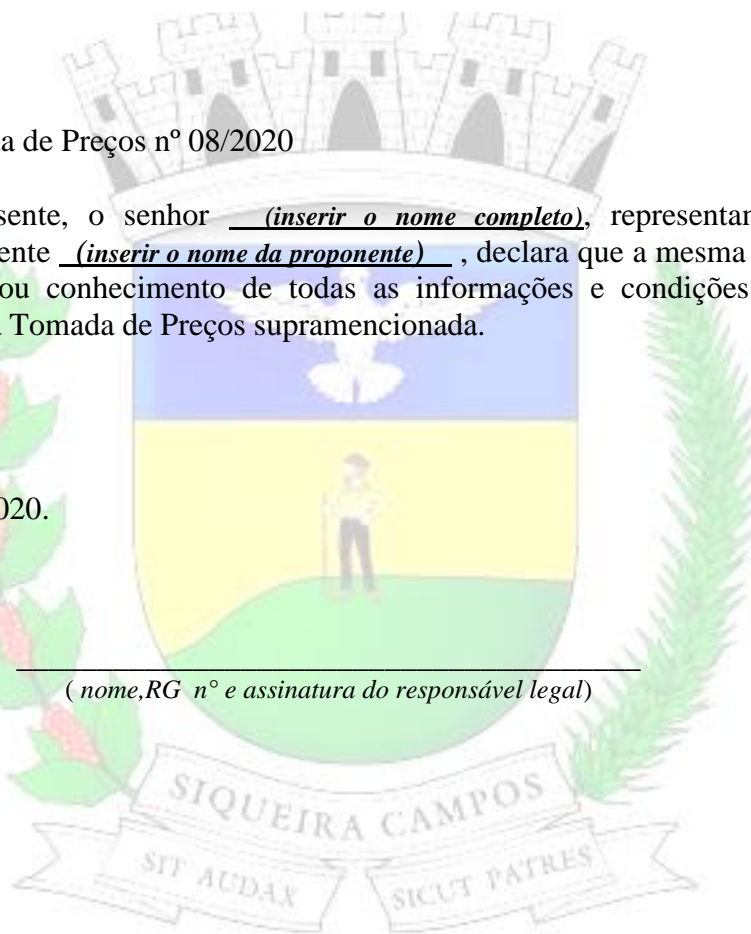 a de Preços nº 08/2020
sente, o senhor (inserir o nome completo), representan
ente (inserir o nome da proponente) , declara que a mesma
ou conhecimento de todas as informações e condições
a Tomada de Preços supramencionada.
020.
( nome,RG n° e assinatura do responsável legal)
SIQUEIRA CAMPOS
SIT AUDAX SICUT PATRES